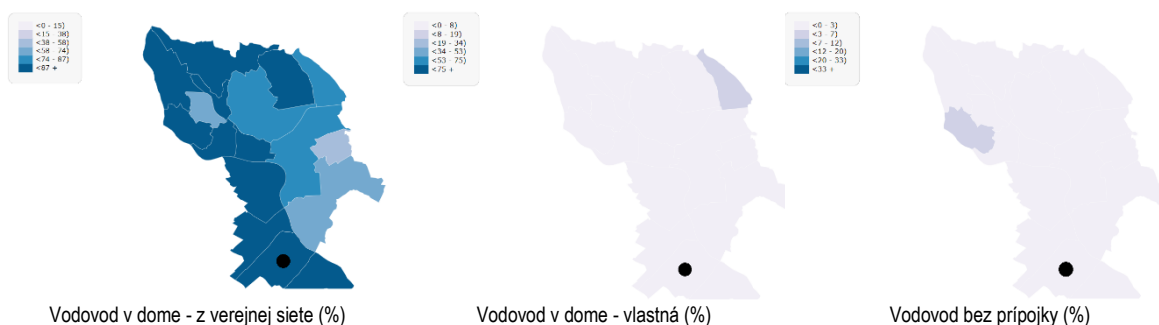 <0 - 15)
<15 - 38)
<38 - 58)
<58 - 74)
<74 - 87)
<87 +
Vodovod v dome - z verejnej siete (%)
<0 - 8)
<8 - 19)
<19 - 34)
<34 - 53)
<53 - 75)
<75 +
Vodovod v dome - vlastná (%)
<0 - 3)
<3 - 7)
<7 - 12)
<12 - 20)
<20 - 33)
<33 +
Vodovod bez prípojky (%)